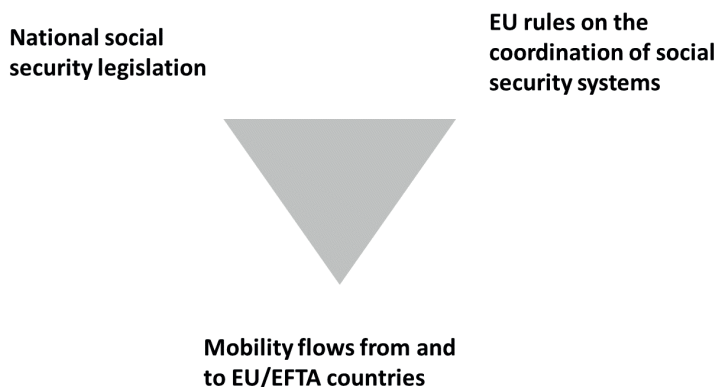 National social
security legislation
EU rules on the
coordination of social
security systems
Mobility flows from and
to EU/EFTA countries